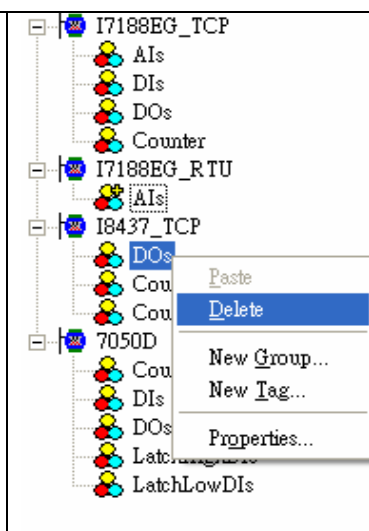 I7188EG_TCP
AIs
DIs
DOs
Counter
I7188EG_RTU
AIs
I8437_TCP
DOs
Cou
Cou
7050D
Cou
DIs
DOs
LatchHighDIs
LatchLowDIs
Paste
Delete
New Group...
New Tag...
Properties...